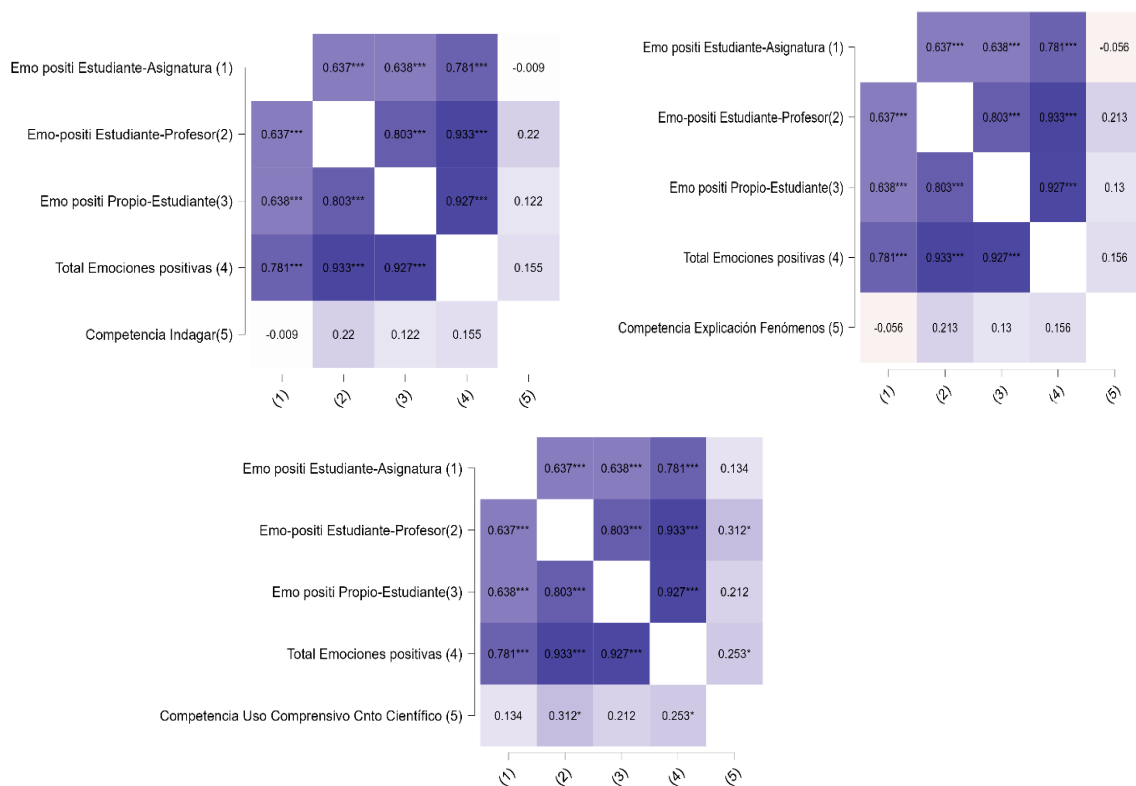 Emo positi Estudiante-Asignatura (1) 0.637*** 0.638*** 0.781*** -0.009
Emo-positi Estudiante-Profesor(2) 0.637*** 0.803*** 0.933*** 0.22
Emo positi Propio-Estudiante(3) 0.638*** 0.803*** 0.927*** 0.122
Total Emociones positivas (4) 0.781*** 0.933*** 0.927*** 0.155
Competencia Indagar(5) -0.009 0.22 0.122 0.155
(1) (2) (3) (4) (5)
Emo positi Estudiante-Asignatura (1) 0.637*** 0.638*** 0.781*** -0.056
Emo-positi Estudiante-Profesor(2) 0.637*** 0.803*** 0.933*** 0.213
Emo positi Propio-Estudiante(3) 0.638*** 0.803*** 0.927*** 0.13
Total Emociones positivas (4) 0.781*** 0.933*** 0.927*** 0.156
Competencia Explicación Fenómenos (5) -0.056 0.213 0.13 0.156
(1) (2) (3) (4) (5)
Emo positi Estudiante-Asignatura (1) 0.637*** 0.638*** 0.781*** 0.134
Emo-positi Estudiante-Profesor(2) 0.637*** 0.803*** 0.933*** 0.312*
Emo positi Propio-Estudiante(3) 0.638*** 0.803*** 0.927*** 0.212
Total Emociones positivas (4) 0.781*** 0.933*** 0.927*** 0.253*
Competencia Uso Comprensivo Cnto Científico (5) 0.134 0.312* 0.212 0.253*
(1) (2) (3) (4) (5)